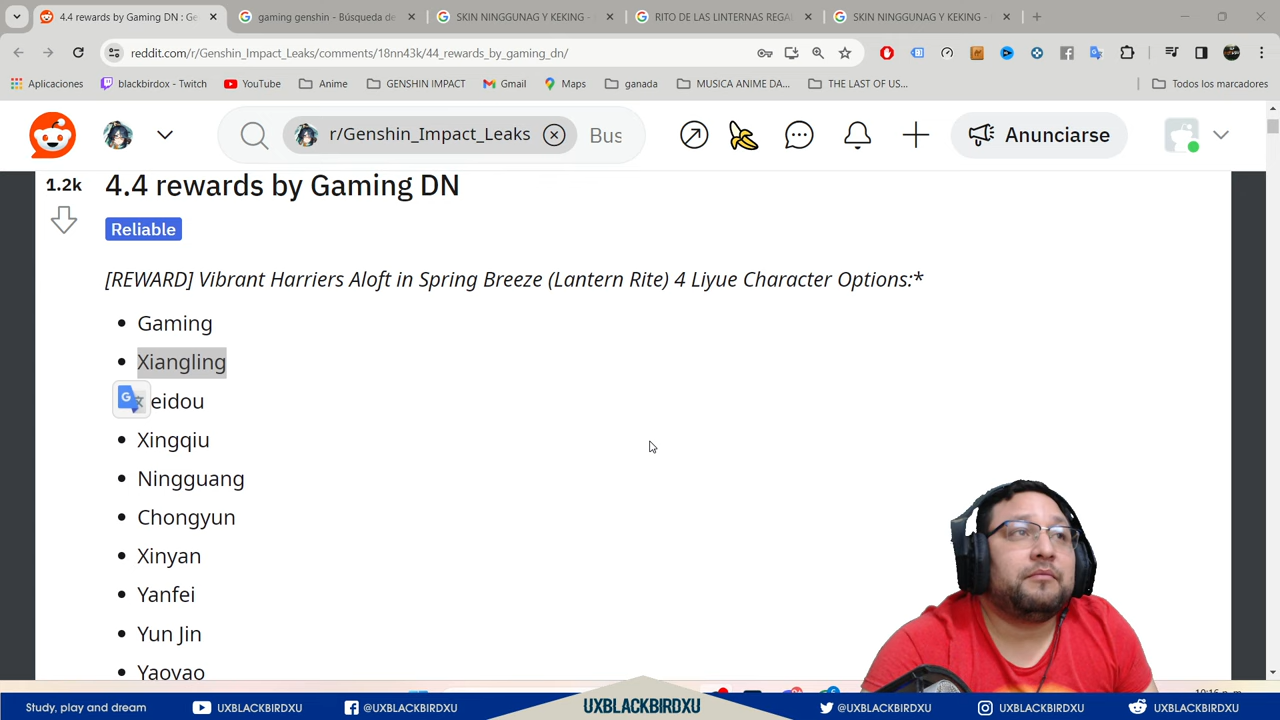 4.4 rewards by Gaming DN : Ge
gaming genshin - Búsqueda de
SKIN NINGGUNAG Y KEKING -
RITO DE LAS LINTERNAS REGAL
SKIN NINGGUNAG Y KEKING -
reddit.com/r/Genshin_Impact_Leaks/comments/18nn43k/44_rewards_by_gaming_dn/
Aplicaciones
blackbirdox - Twitch
YouTube
Anime
GENSHIN IMPACT
Gmail
Maps
ganada
MUSICA ANIME DA...
THE LAST OF US...
Todos los marcadores
r/Genshin_Impact_Leaks
Bus
Anunciarse
1.2k
4.4 rewards by Gaming DN
Reliable
[REWARD] Vibrant Harriers Aloft in Spring Breeze (Lantern Rite) 4 Liyue Character Options:*
• Gaming
• Xiangling
eidou
• Xingqiu
• Ningguang
• Chongyun
• Xinyan
• Yanfei
• Yun Jin
Yaoyao
Study, play and dream
UXBLACKBIRDXU
@UXBLACKBIRDXU
UXBLACKBIRDXU
@UXBLACKBIRDXU
UXBLACKBIRDXU
UXBLACKBIRDXU